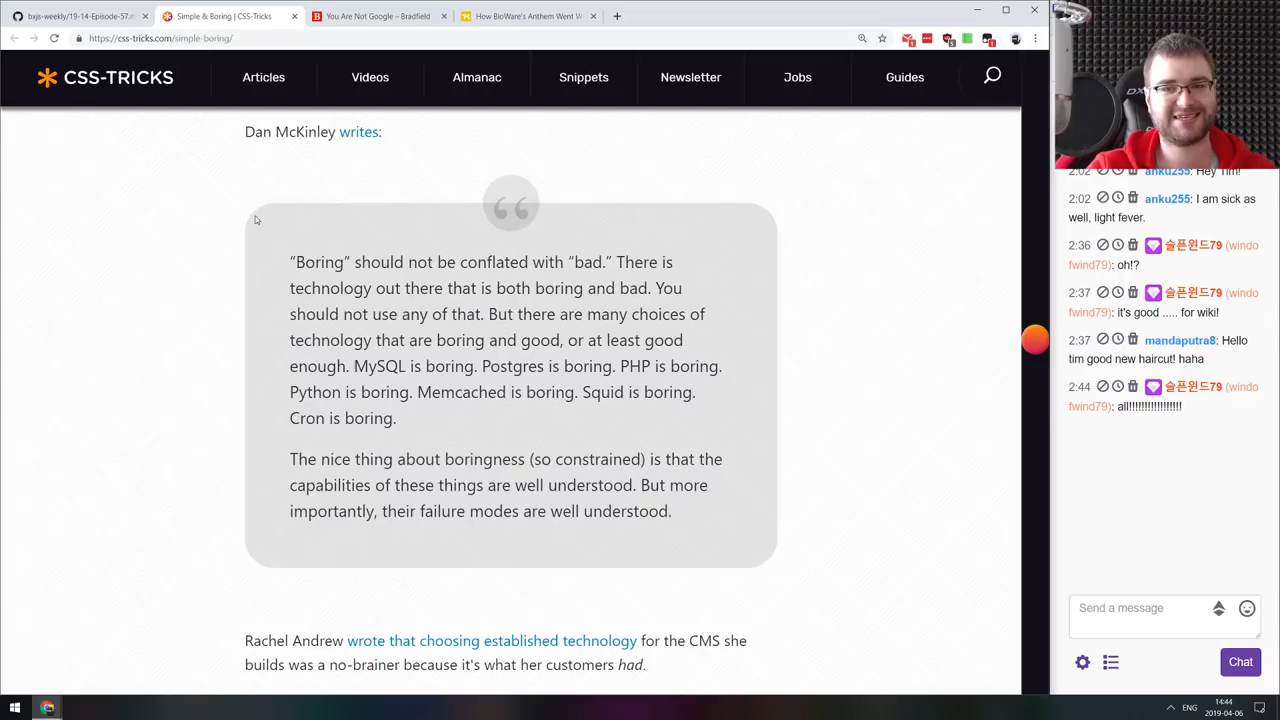 bxjs-weekly/19-14-Episode-57.m
Simple & Boring | CSS-Tricks
You Are Not Google – Bradfield
How BioWare's Anthem Went W
https://css-tricks.com/simple-boring/
CSS-TRICKS
Articles
Videos
Almanac
Snippets
Newsletter
Jobs
Guides
Dan McKinley writes:
“Boring” should not be conflated with “bad.” There is
technology out there that is both boring and bad. You
should not use any of that. But there are many choices of
technology that are boring and good, or at least good
enough. MySQL is boring. Postgres is boring. PHP is boring.
Python is boring. Memcached is boring. Squid is boring.
Cron is boring.
The nice thing about boringness (so constrained) is that the
capabilities of these things are well understood. But more
importantly, their failure modes are well understood.
Rachel Andrew wrote that choosing established technology for the CMS she
builds was a no-brainer because it's what her customers had.
2:02 anku255: Hey Tim!
2:02 anku255: I am sick as
well, light fever.
2:36 슬픈윈드79 (windo
fwind79): oh!?
2:37 슬픈윈드79 (windo
fwind79): it's good ..... for wiki!
2:37 mandaputra8: Hello
tim good new haircut! haha
2:44 슬픈윈드79 (windo
fwind79): all!!!!!!!!!!!!!!!!!
Send a message
Chat
ENG
14:44
2019-04-06